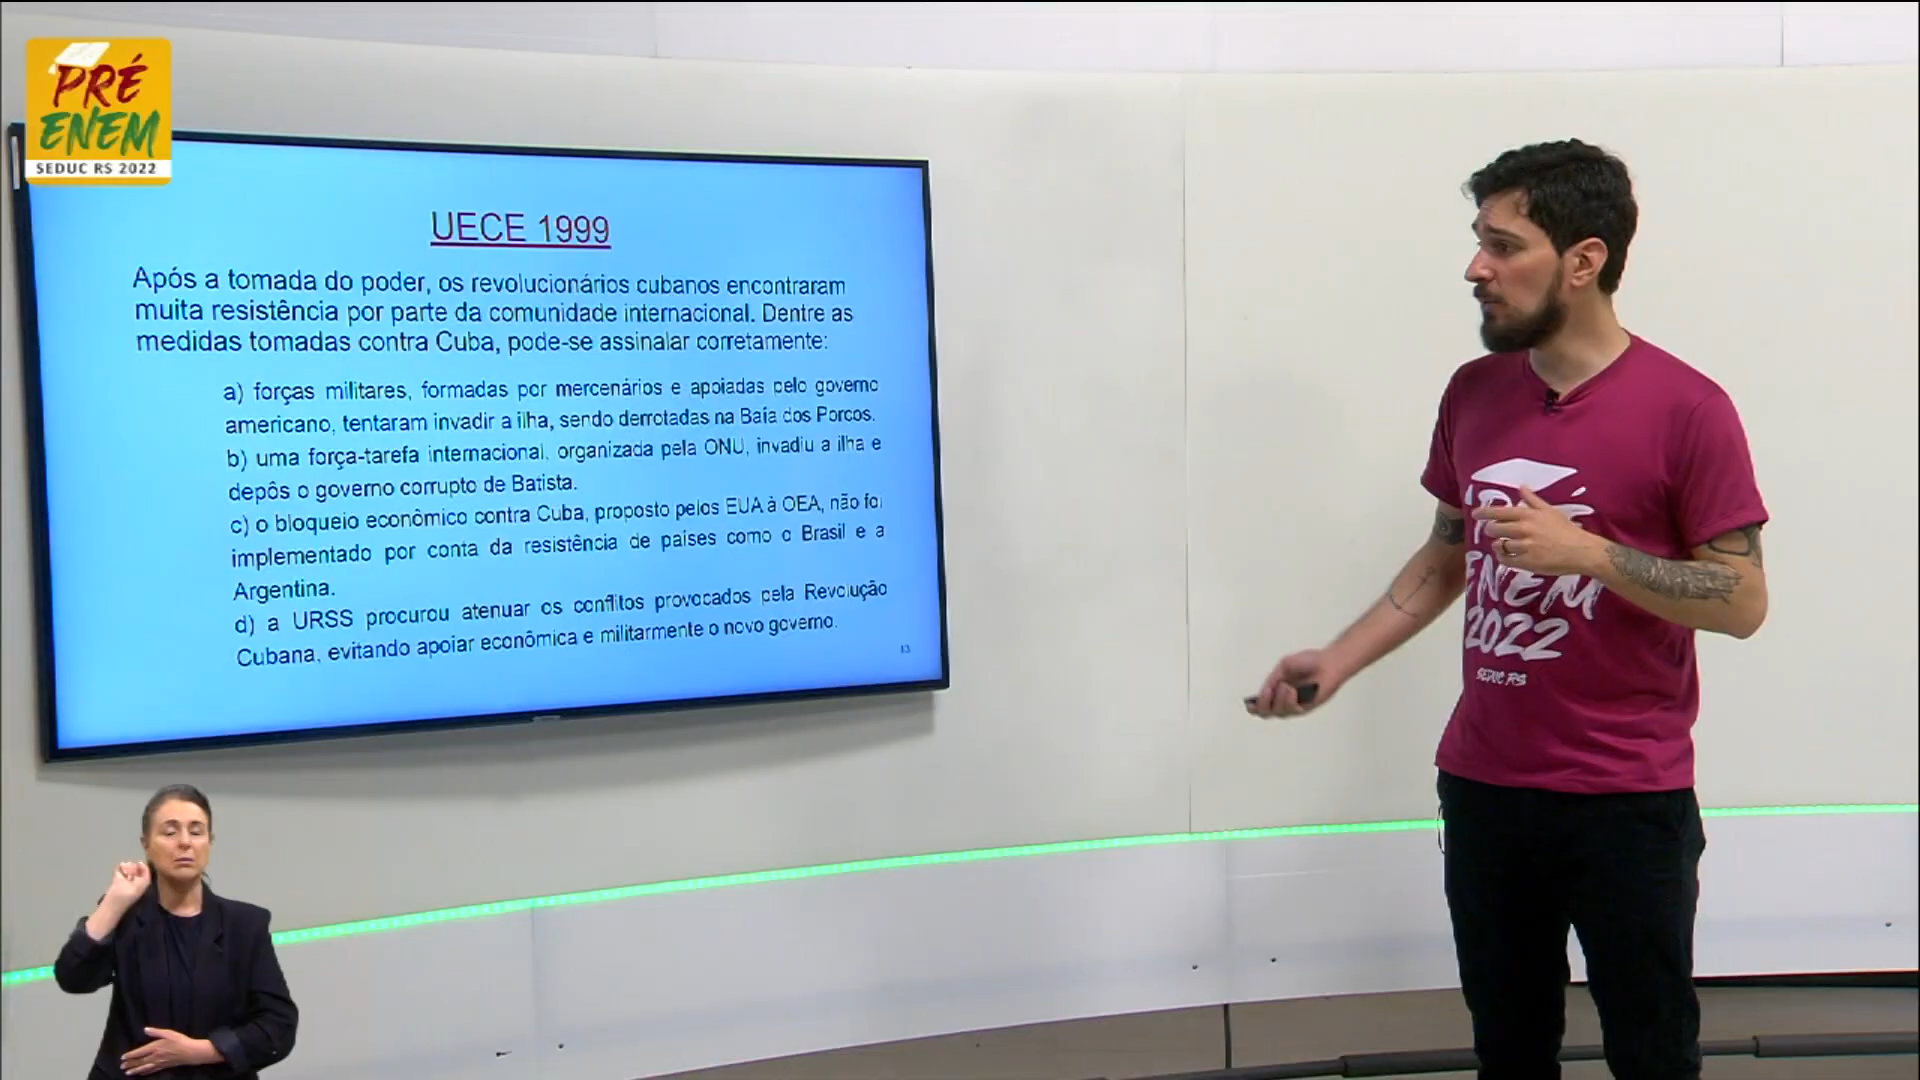 PRÉ
ENEM
SEDUC RS 2022
UECE 1999
Após a tomada do poder, os revolucionários cubanos encontraram
muita resistência por parte da comunidade internacional. Dentre as
medidas tomadas contra Cuba, pode-se assinalar corretamente:
a) forças militares, formadas por mercenários e apoiadas pelo governo
americano, tentaram invadir a ilha, sendo derrotadas na Baía dos Porcos.
b) uma força-tarefa internacional, organizada pela ONU, invadiu a ilha e
depôs o governo corrupto de Batista.
c) o bloqueio econômico contra Cuba, proposto pelos EUA à OEA, não foi
implementado por conta da resistência de países como o Brasil e a
Argentina.
d) a URSS procurou atenuar os conflitos provocados pela Revolução
Cubana, evitando apoiar econômica e militarmente o novo governo.
13
PRÉ
ENEM
2022
SEDUC RS